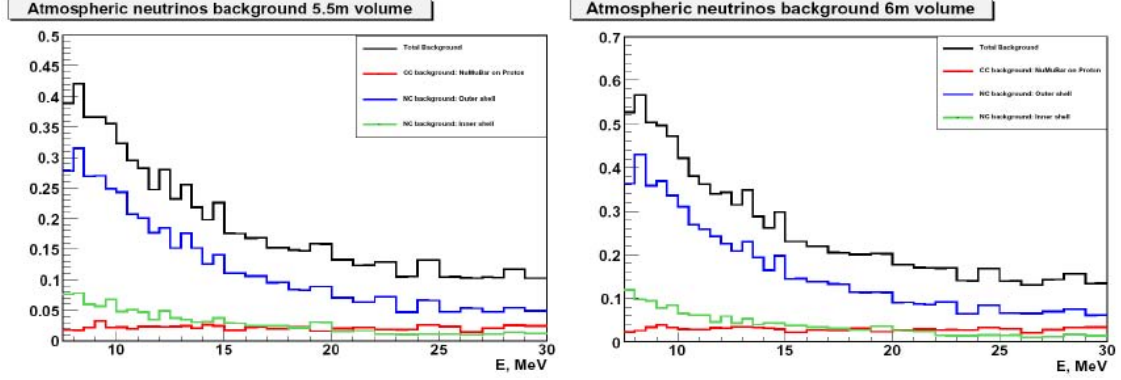 Atmospheric neutrinos background 5.5m volume
0.5
0.45
0.4
0.35
0.3
0.25
0.2
0.15
0.1
0.05
0
10
15
20
25
30
E, MeV
Total Background
CC background: NuMuBar on Proton
NC background: Outer shell
NC background: Inner shell
Atmospheric neutrinos background 6m volume
0.7
0.6
0.5
0.4
0.3
0.2
0.1
0
10
15
20
25
30
E, MeV
Total Background
CC background: NuMuBar on Proton
NC background: Outer shell
NC background: Inner shell